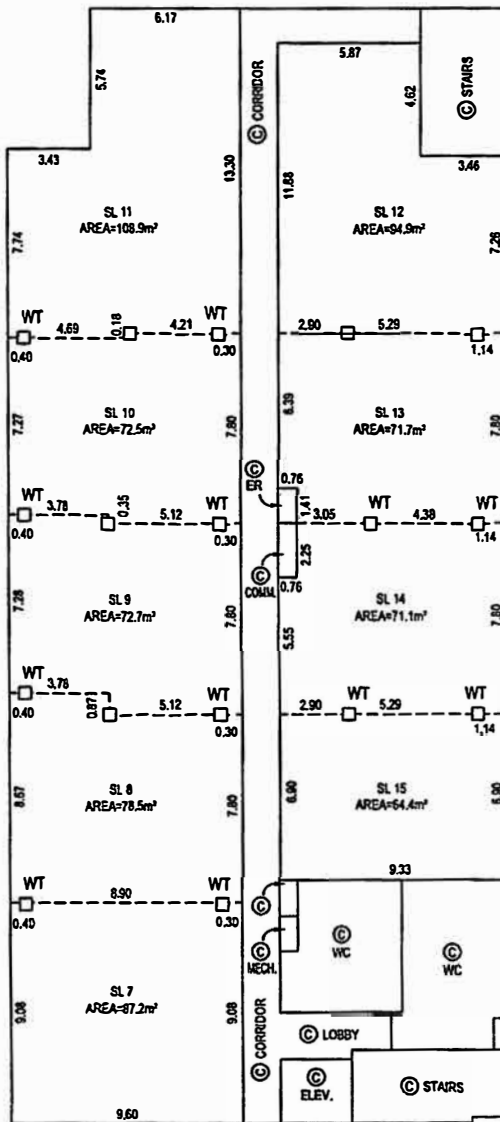 6.17
5.74
© CORRIDOR
5.87
4.62
© STAIRS
3.43
13.30
11.88
3.46
SL 11
AREA=108.9m²
SL 12
AREA=94.9m²
7.74
7.26
WT
4.69
0.18
4.21
WT
2.90
5.29
0.40
0.30
1.14
7.27
SL 10
AREA=72.5m²
7.80
6.39
SL 13
AREA=71.7m²
7.80
© ER
0.76
WT
3.78
0.35
5.12
WT
1.41
3.05
WT
4.38
WT
0.40
0.30
1.14
2.25
© COMM.
0.76
7.28
SL 9
AREA=72.7m²
7.80
5.55
SL 14
AREA=71.1m²
7.80
WT
3.78
0.87
5.12
WT
2.90
WT
5.29
WT
0.40
0.30
1.14
8.67
SL 8
AREA=78.5m²
7.80
6.90
SL 15
AREA=64.4m²
6.90
9.33
WT
8.90
WT
©
0.40
0.30
© MECH.
© WC
© WC
SL 7
AREA=87.2m²
9.08
9.08
© CORRIDOR
© LOBBY
© ELEV.
© STAIRS
9.60